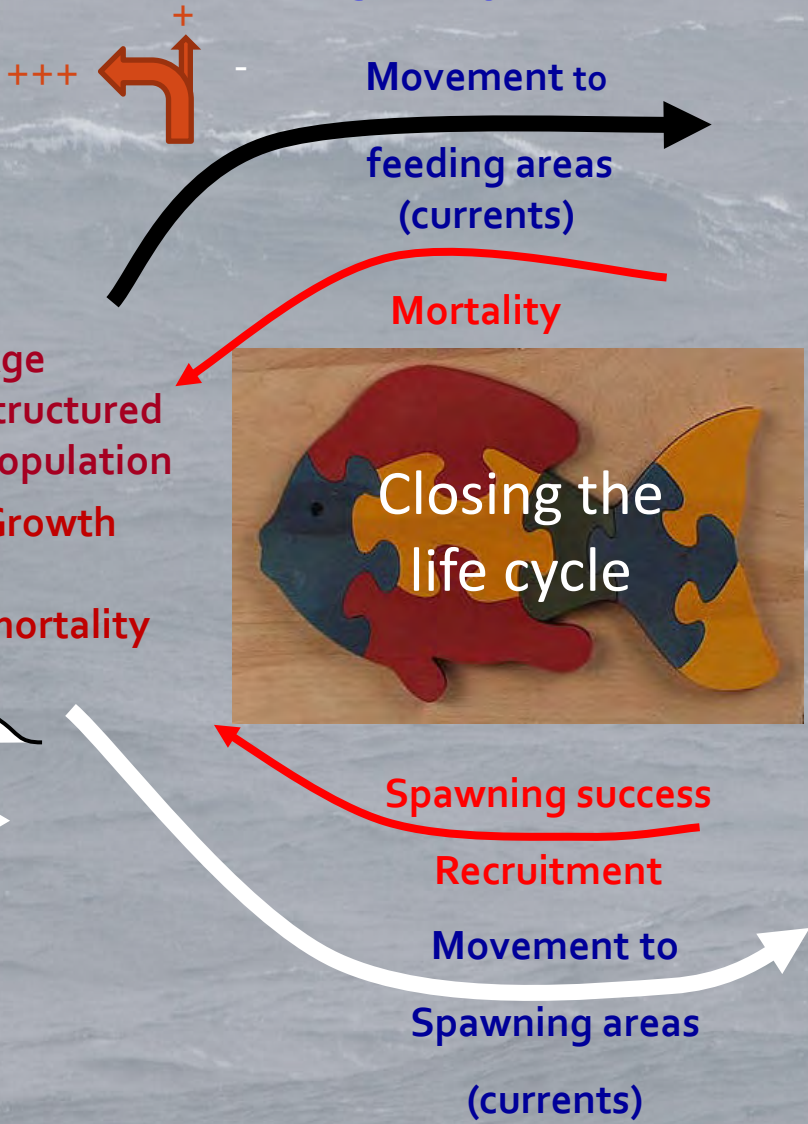 +
+++
-
Movement to
feeding areas
(currents)
Mortality
ge
tructured
opulation
Growth
mortality
Closing the
life cycle
Spawning success
Recruitment
Movement to
Spawning areas
(currents)